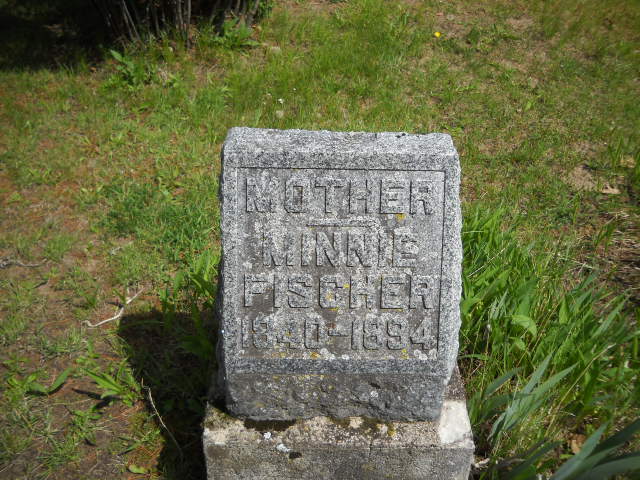 MOTHER
MINNIE
FISCHER
1840-1894